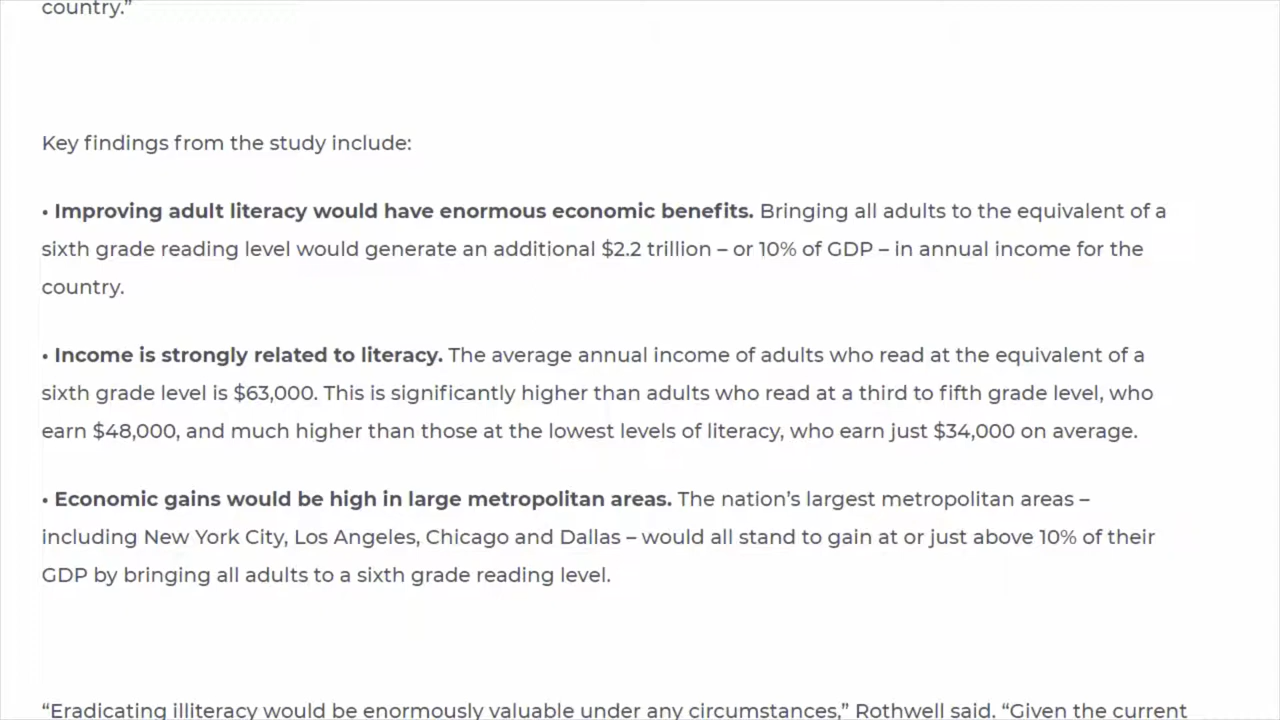 country.”
Key findings from the study include:
• Improving adult literacy would have enormous economic benefits. Bringing all adults to the equivalent of a
sixth grade reading level would generate an additional $2.2 trillion – or 10% of GDP – in annual income for the
country.
• Income is strongly related to literacy. The average annual income of adults who read at the equivalent of a
sixth grade level is $63,000. This is significantly higher than adults who read at a third to fifth grade level, who
earn $48,000, and much higher than those at the lowest levels of literacy, who earn just $34,000 on average.
• Economic gains would be high in large metropolitan areas. The nation’s largest metropolitan areas –
including New York City, Los Angeles, Chicago and Dallas – would all stand to gain at or just above 10% of their
GDP by bringing all adults to a sixth grade reading level.
“Eradicating illiteracy would be enormously valuable under any circumstances,” Rothwell said. “Given the current